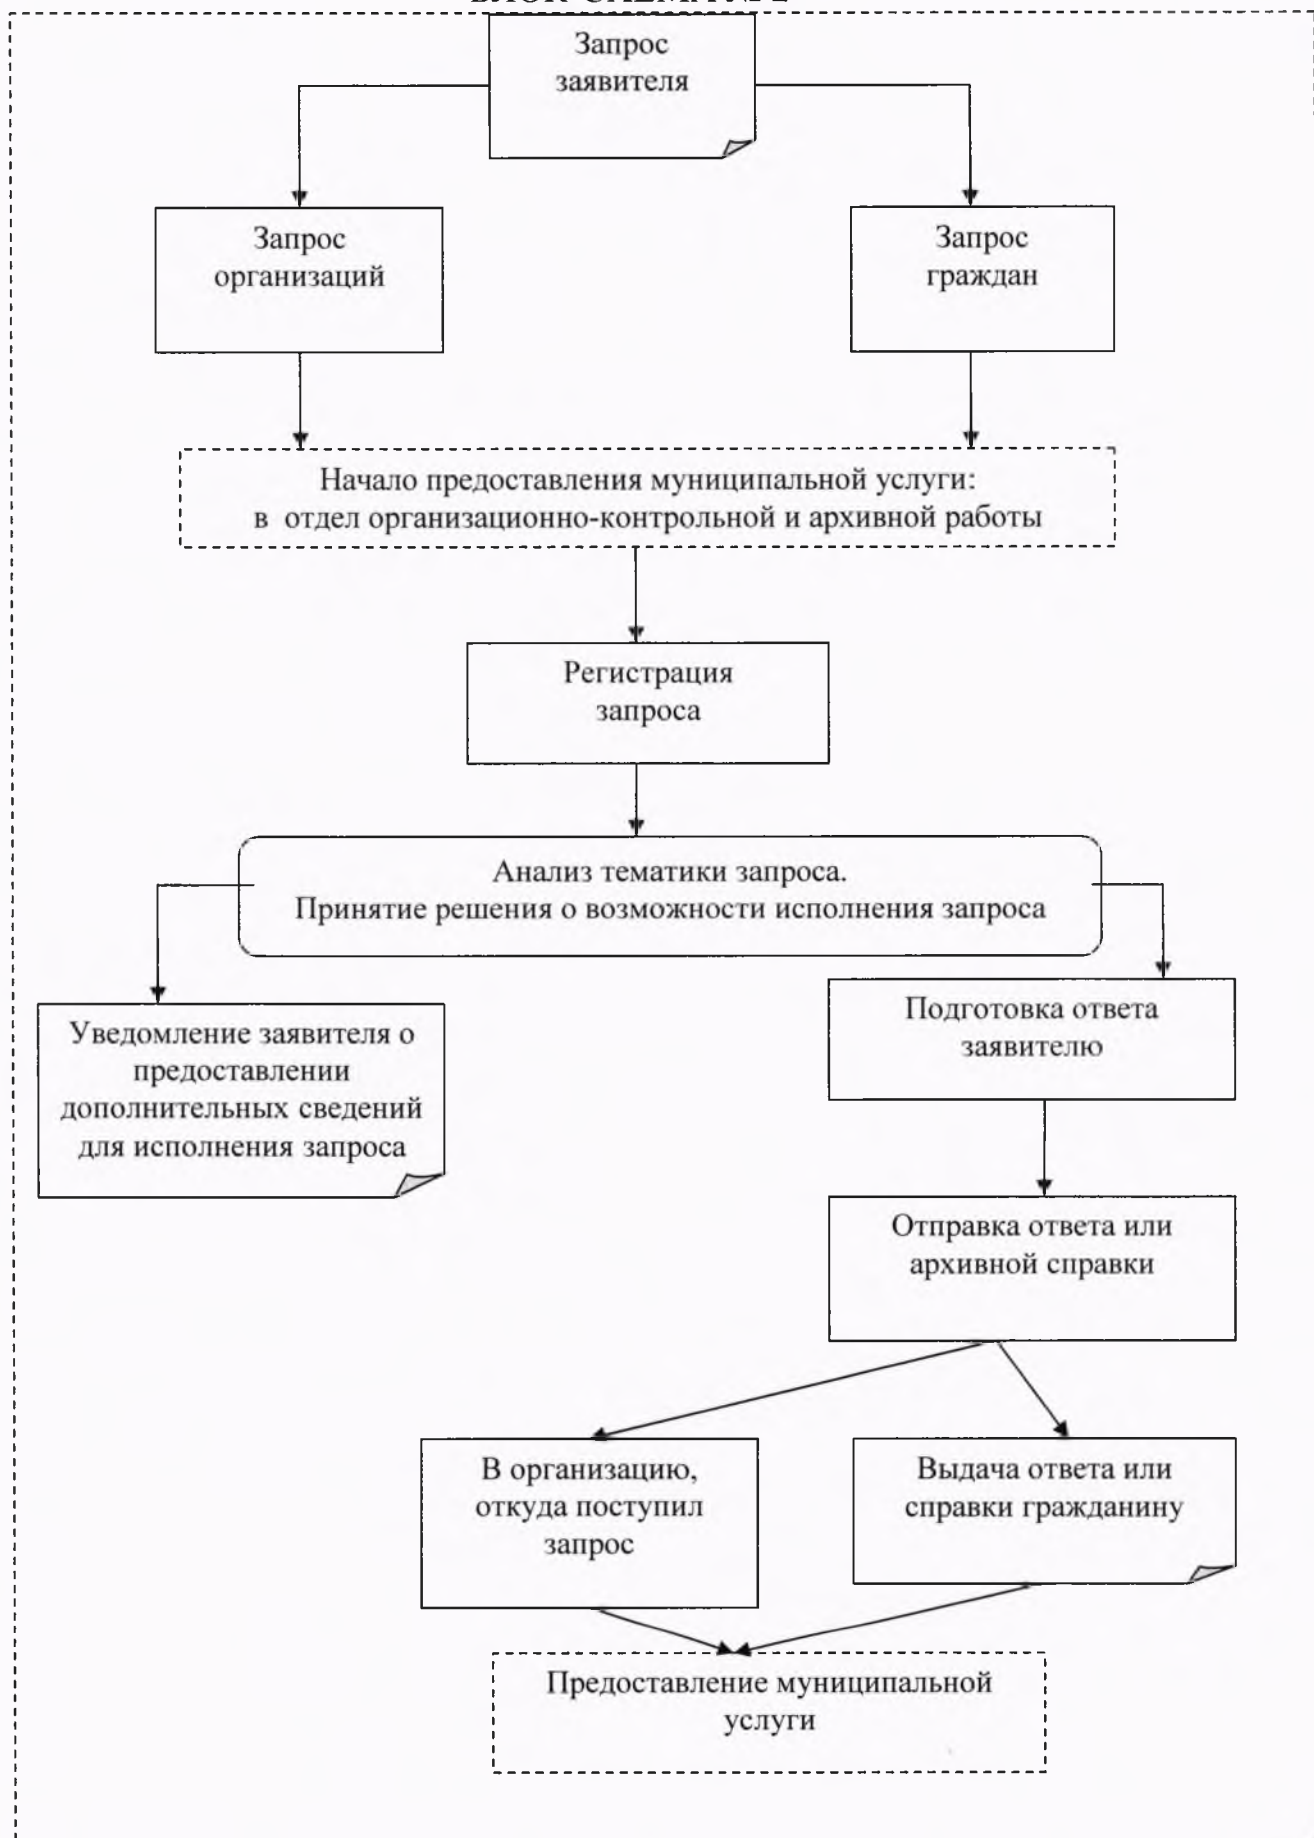 Запрос
заявителя
Запрос
организаций
Запрос
граждан
Начало предоставления муниципальной услуги:
в отдел организационно-контрольной и архивной работы
Регистрация
запроса
Анализ тематики запроса.
Принятие решения о возможности исполнения запроса
Уведомление заявителя о
предоставлении
дополнительных сведений
для исполнения запроса
Подготовка ответа
заявителю
Отправка ответа или
архивной справки
В организацию,
откуда поступил
запрос
Выдача ответа или
справки гражданину
Предоставление муниципальной
услуги